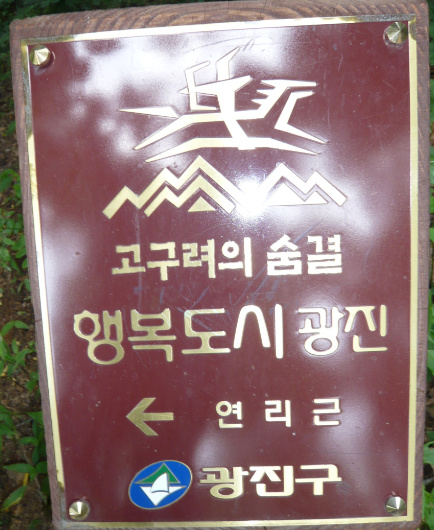 고구려의 숨결
행복도시 광진
← 연리근
광진구